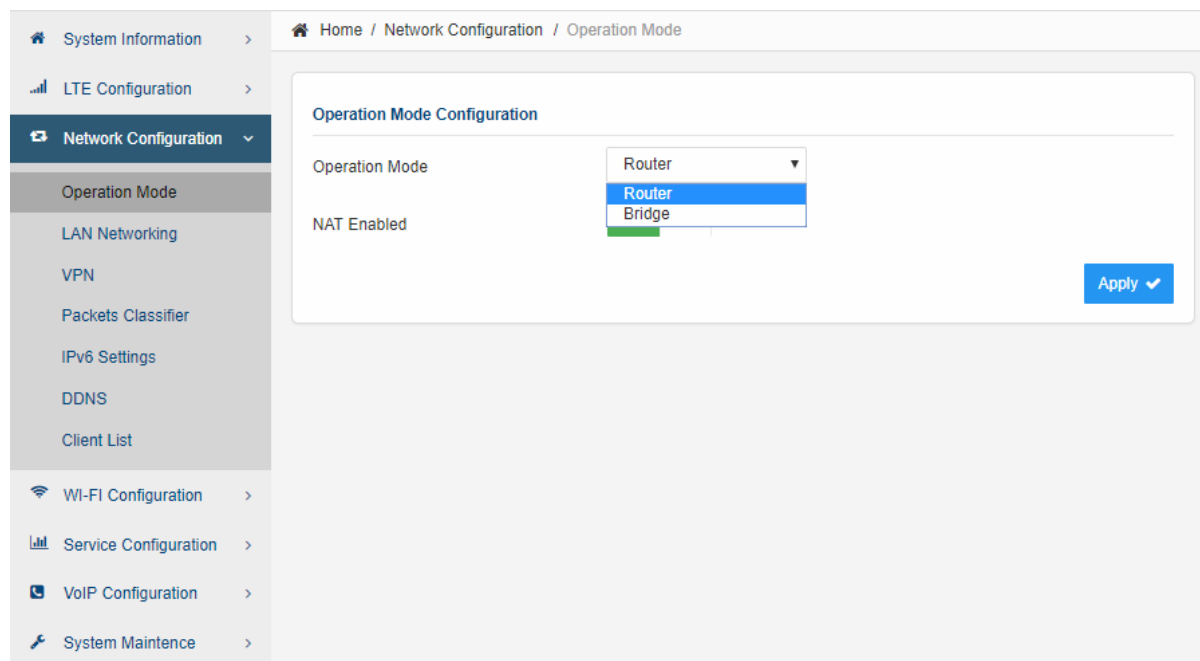 System Information
LTE Configuration
Network Configuration
Operation Mode
LAN Networking
VPN
Packets Classifier
IPv6 Settings
DDNS
Client List
WI-FI Configuration
Service Configuration
VoIP Configuration
System Maintence
Home / Network Configuration / Operation Mode
Operation Mode Configuration
Operation Mode
Router
Router
Bridge
NAT Enabled
Apply